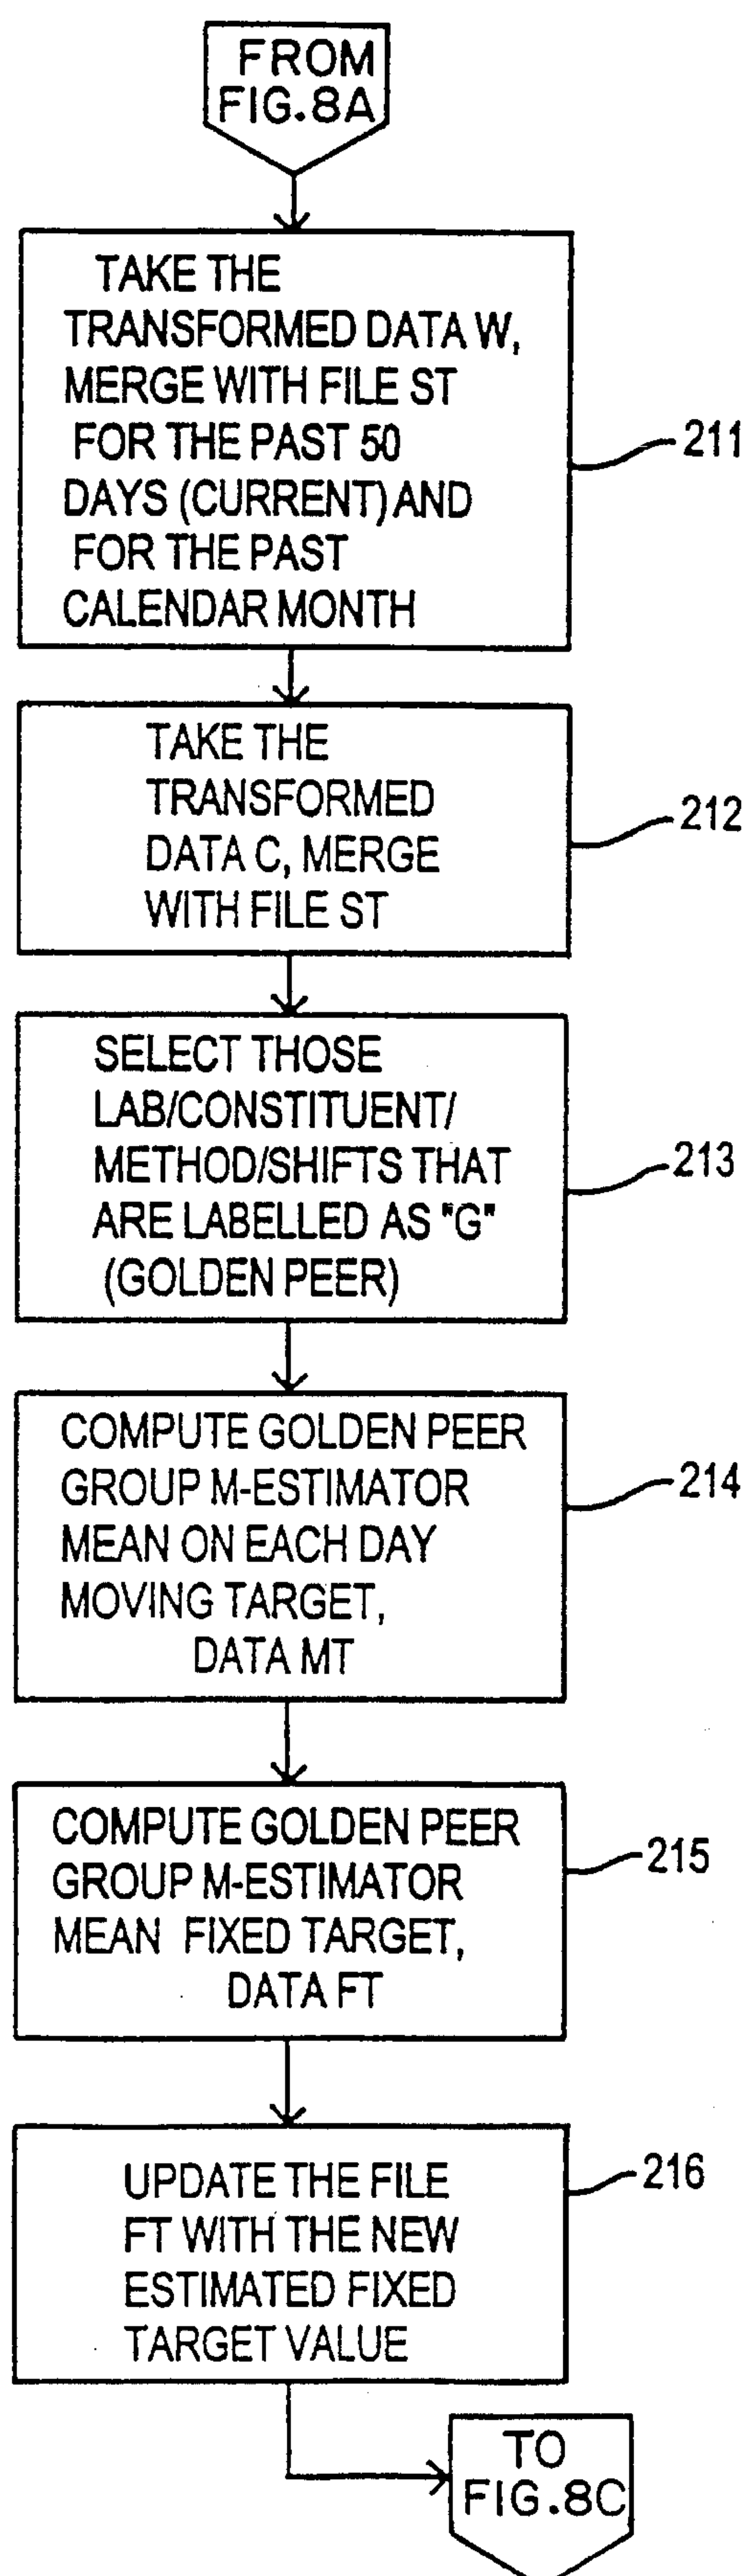 FROM
FIG.8A
TAKE THE
TRANSFORMED DATA W,
MERGE WITH FILE ST
FOR THE PAST 50
DAYS (CURRENT) AND
FOR THE PAST
CALENDAR MONTH
211
TAKE THE
TRANSFORMED
DATA C, MERGE
WITH FILE ST
212
SELECT THOSE
LAB/CONSTITUENT/
METHOD/SHIFTS THAT
ARE LABELLED AS "G"
(GOLDEN PEER)
213
COMPUTE GOLDEN PEER
GROUP M-ESTIMATOR
MEAN ON EACH DAY
MOVING TARGET,
DATA MT
214
COMPUTE GOLDEN PEER
GROUP M-ESTIMATOR
MEAN FIXED TARGET,
DATA FT
215
UPDATE THE FILE
FT WITH THE NEW
ESTIMATED FIXED
TARGET VALUE
216
TO
FIG.8C